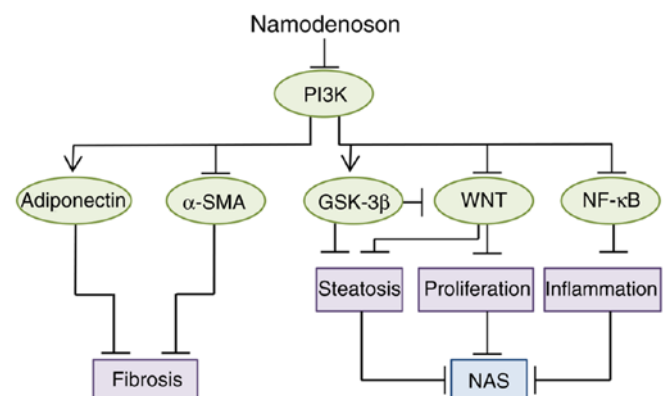 Namodenoson
PI3K
Adiponectin
α-SMA
GSK-3β
WNT
NF-κB
Steatosis
Proliferation
Inflammation
Fibrosis
NAS